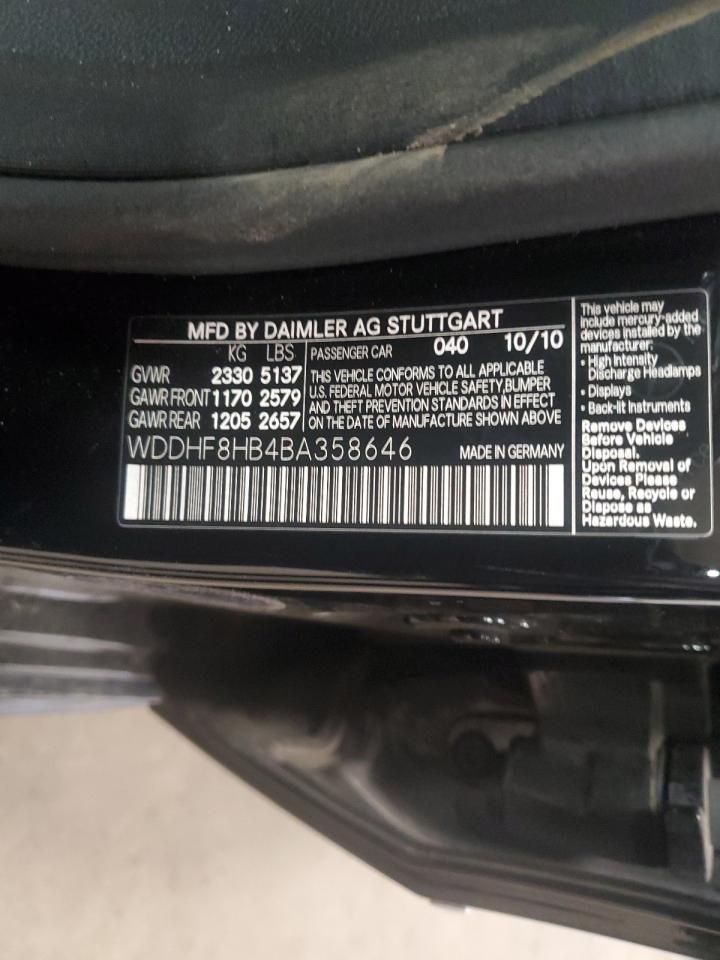 MFD BY DAIMLER AG STUTTGART
KG LBS
GVWR 2330 5137
GAWR FRONT 1170 2579
GAWR REAR 1205 2657
PASSENGER CAR 040 10/10
THIS VEHICLE CONFORMS TO ALL APPLICABLE
U.S. FEDERAL MOTOR VEHICLE SAFETY, BUMPER
AND THEFT PREVENTION STANDARDS IN EFFECT
ON THE DATE OF MANUFACTURE SHOWN ABOVE
WDDHF8HB4BA358646 MADE IN GERMANY
This vehicle may
include mercury-added
devices installed by the
manufacturer:
• High Intensity
Discharge Headlamps
• Displays
• Back-lit Instruments
Remove Devices
Before Vehicle
Disposal.
Upon Removal of
Devices Please
Reuse, Recycle or
Dispose as
Hazardous Waste.